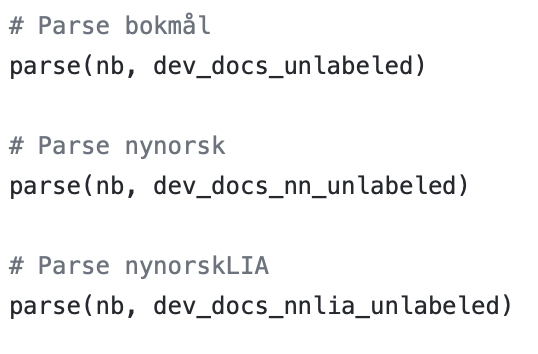 # Parse bokmål
parse(nb, dev_docs_unlabeled)
# Parse nynorsk
parse(nb, dev_docs_nn_unlabeled)
# Parse nynorskLIA
parse(nb, dev_docs_nnlia_unlabeled)